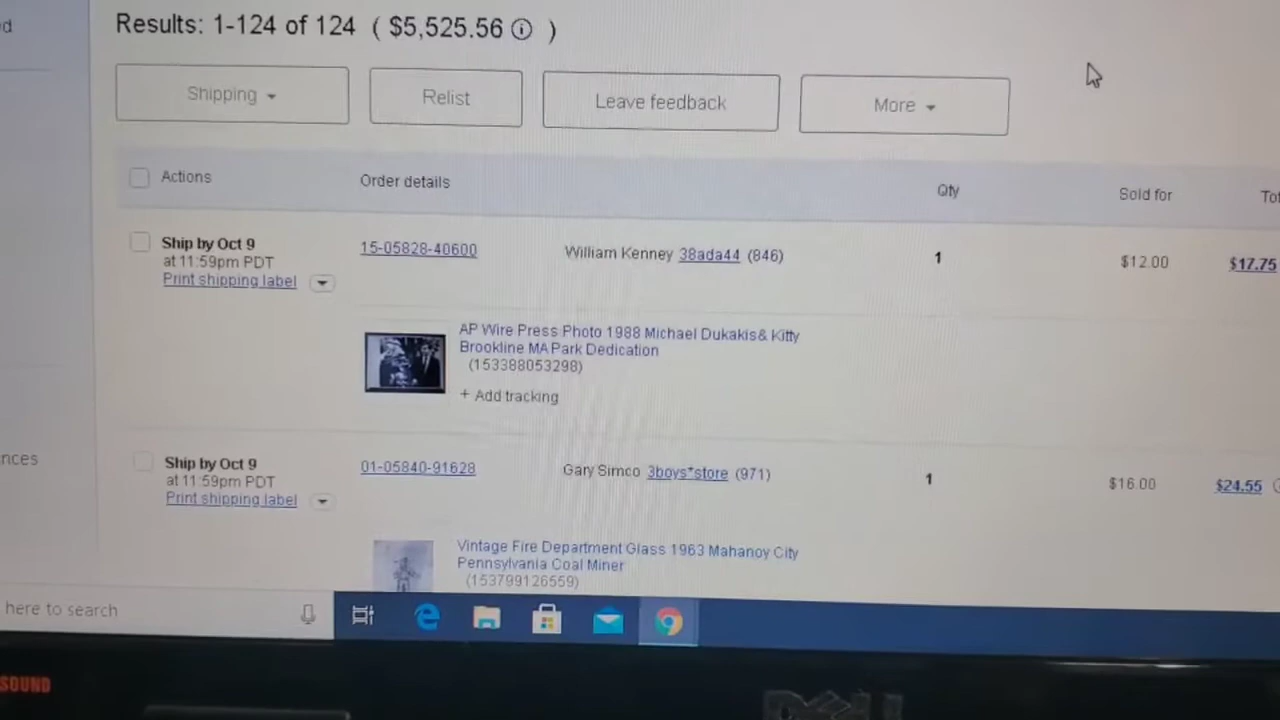 d
Results: 1-124 of 124 ( $5,525.56 )
Shipping
Relist
Leave feedback
More
Actions
Order details
Qty
Sold for
Tot
Ship by Oct 9
at 11:59pm PDT
Print shipping label
15-05828-40600
William Kenney 38ada44 (846)
1
$12.00
$17.75
AP Wire Press Photo 1988 Michael Dukakis& Kitty
Brookline MA Park Dedication
(153388053298)
+ Add tracking
nces
Ship by Oct 9
at 11:59pm PDT
Print shipping label
01-05840-91628
Gary Simco 3boys*store (971)
1
$16.00
$24.55
Vintage Fire Department Glass 1963 Mahanoy City
Pennsylvania Coal Miner
(153799126559)
here to search
SOUND
DELL